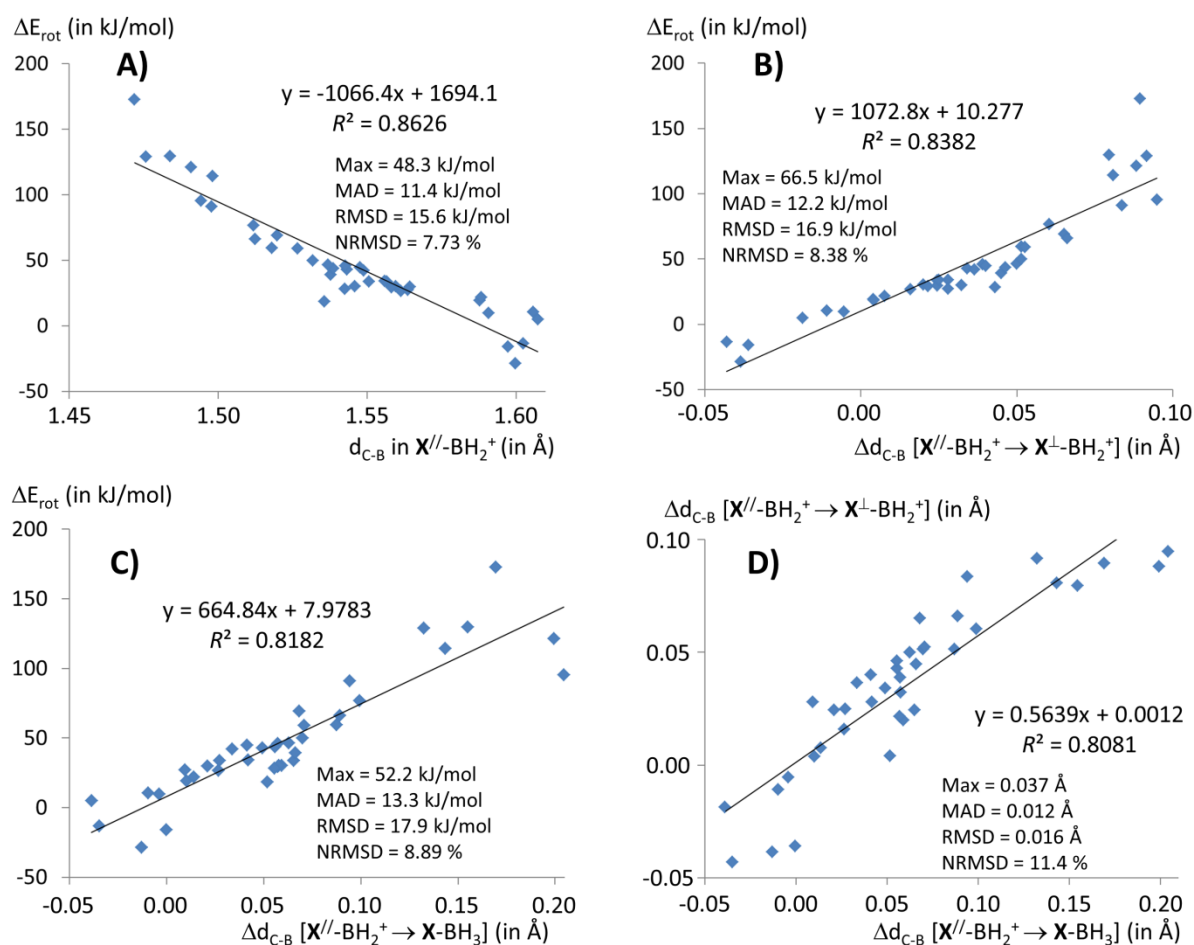 ΔErot (in kJ/mol)
A)
200
150
100
50
0
-50
y = -1066.4x + 1694.1
R² = 0.8626
Max = 48.3 kJ/mol
MAD = 11.4 kJ/mol
RMSD = 15.6 kJ/mol
NRMSD = 7.73 %
1.45 1.50 1.55 1.60
dC-B in X//-BH2+ (in Å)
ΔErot (in kJ/mol)
B)
200
150
100
50
0
-50
y = 1072.8x + 10.277
R² = 0.8382
Max = 66.5 kJ/mol
MAD = 12.2 kJ/mol
RMSD = 16.9 kJ/mol
NRMSD = 8.38 %
-0.05 0.00 0.05 0.10
ΔdC-B [X//-BH2+ → X⊥-BH2+] (in Å)
ΔErot (in kJ/mol)
C)
200
150
100
50
0
-50
y = 664.84x + 7.9783
R² = 0.8182
Max = 52.2 kJ/mol
MAD = 13.3 kJ/mol
RMSD = 17.9 kJ/mol
NRMSD = 8.89 %
-0.05 0.00 0.05 0.10 0.15 0.20
ΔdC-B [X//-BH2+ → X-BH3] (in Å)
ΔdC-B [X//-BH2+ → X⊥-BH2+] (in Å)
D)
0.10
0.05
0.00
-0.05
y = 0.5639x + 0.0012
R² = 0.8081
Max = 0.037 Å
MAD = 0.012 Å
RMSD = 0.016 Å
NRMSD = 11.4 %
-0.05 0.00 0.05 0.10 0.15 0.20
ΔdC-B [X//-BH2+ → X-BH3] (in Å)